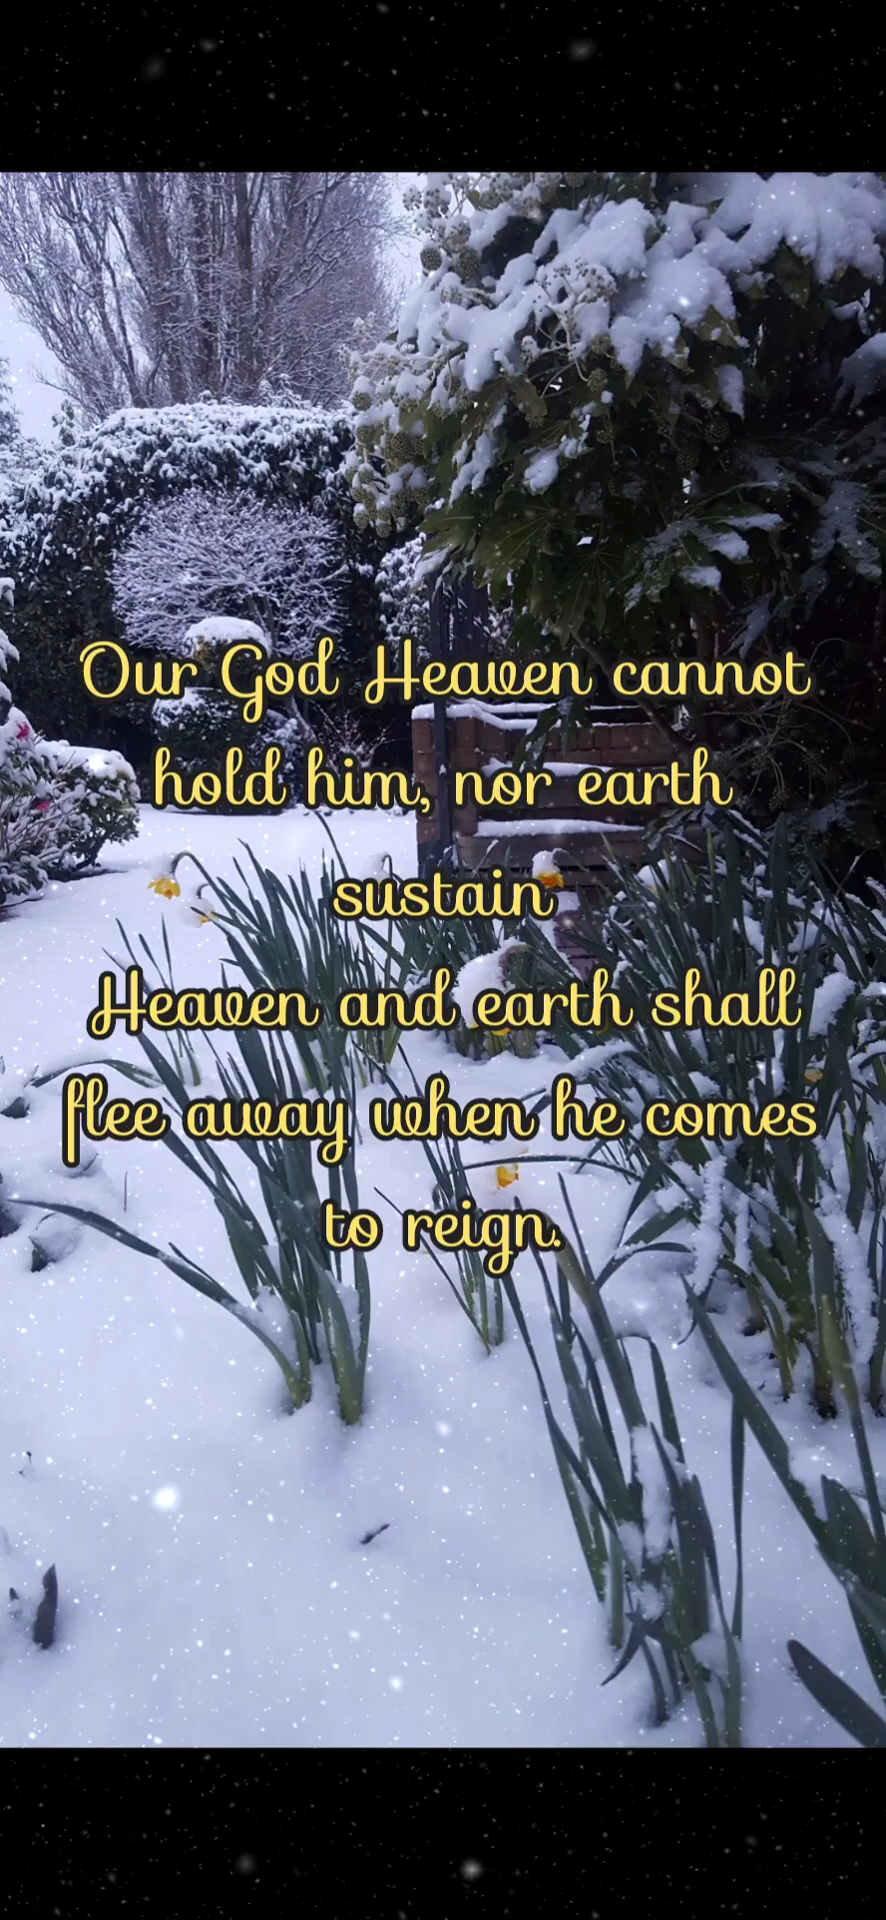 Our God Heaven cannot
hold him, nor earth
sustain
Heaven and earth shall
flee away when he comes
to reign.